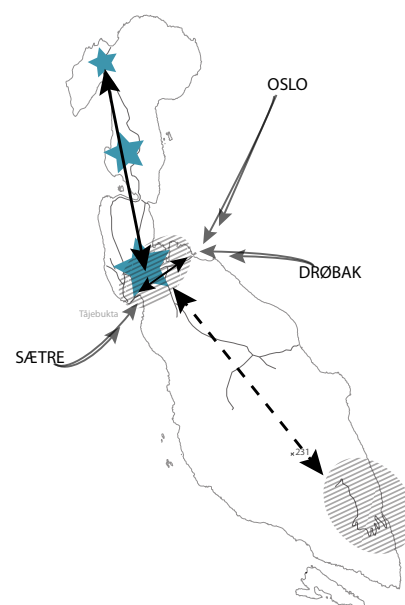 OSLO
DRØBAK
Tåjebukta
SÆTRE
×231